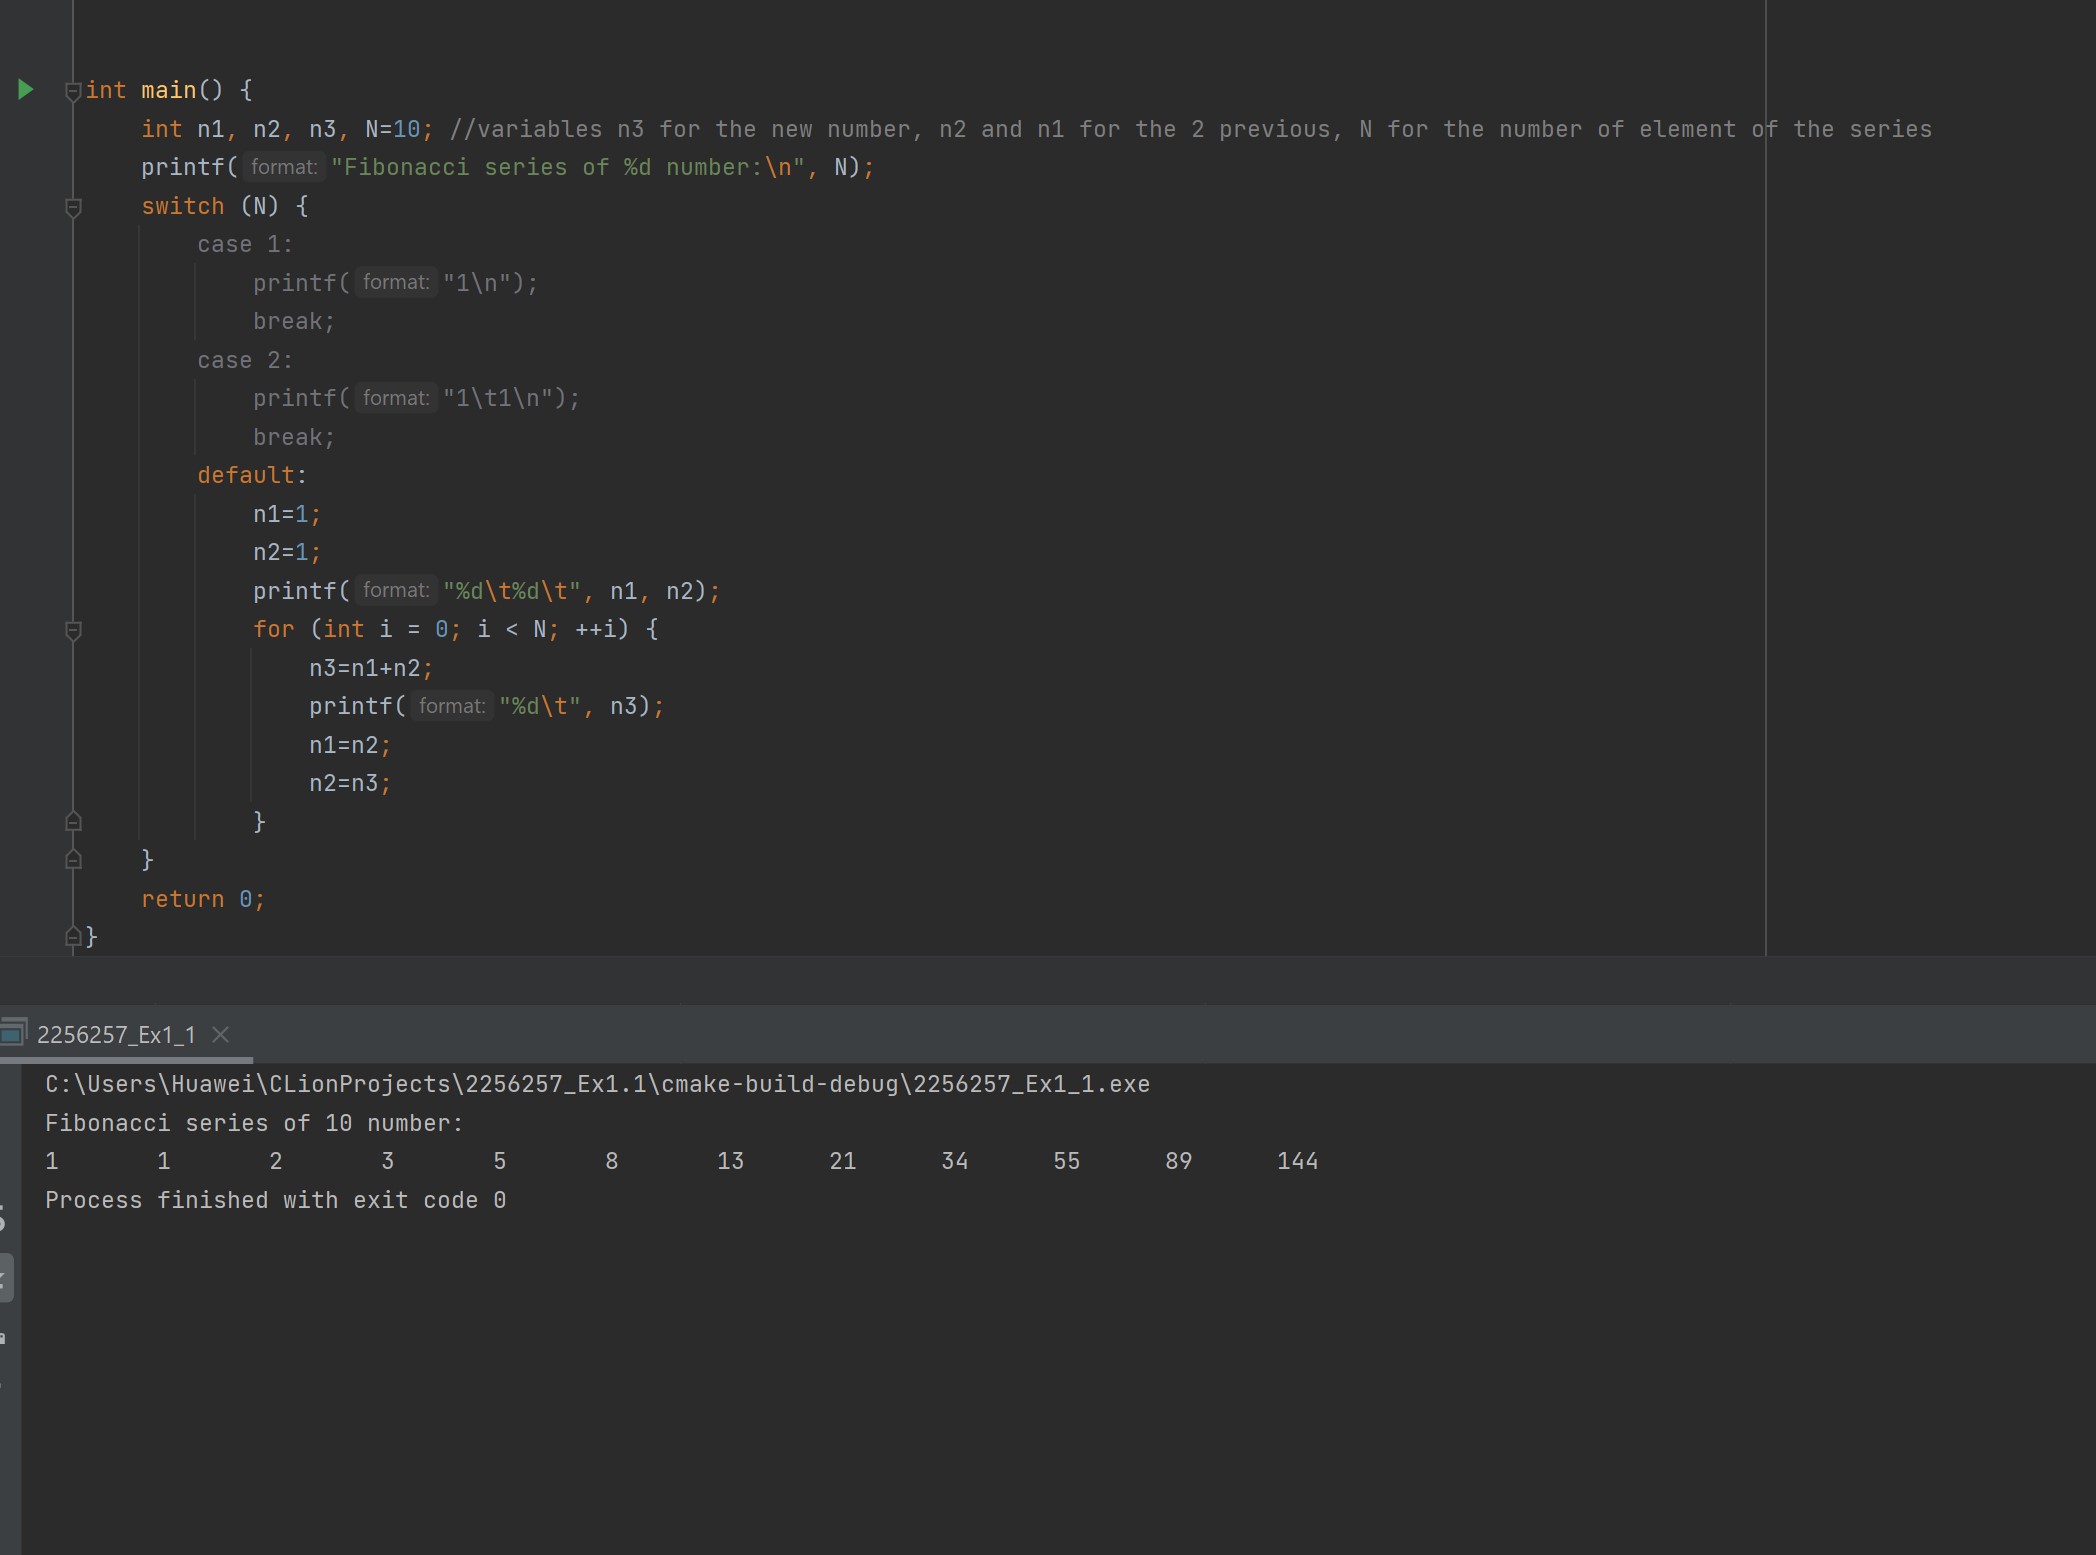 int main() {
    int n1, n2, n3, N=10; //variables n3 for the new number, n2 and n1 for the 2 previous, N for the number of element of the series
    printf( format: "Fibonacci series of %d number:\n", N);
    switch (N) {
        case 1:
            printf( format: "1\n");
            break;
        case 2:
            printf( format: "1\t1\n");
            break;
        default:
            n1=1;
            n2=1;
            printf( format: "%d\t%d\t", n1, n2);
            for (int i = 0; i < N; ++i) {
                n3=n1+n2;
                printf( format: "%d\t", n3);
                n1=n2;
                n2=n3;
            }
    }
    return 0;
}
2256257_Ex1_1
C:\Users\Huawei\CLionProjects\2256257_Ex1.1\cmake-build-debug\2256257_Ex1_1.exe
Fibonacci series of 10 number:
1 1 2 3 5 8 13 21 34 55 89 144
Process finished with exit code 0